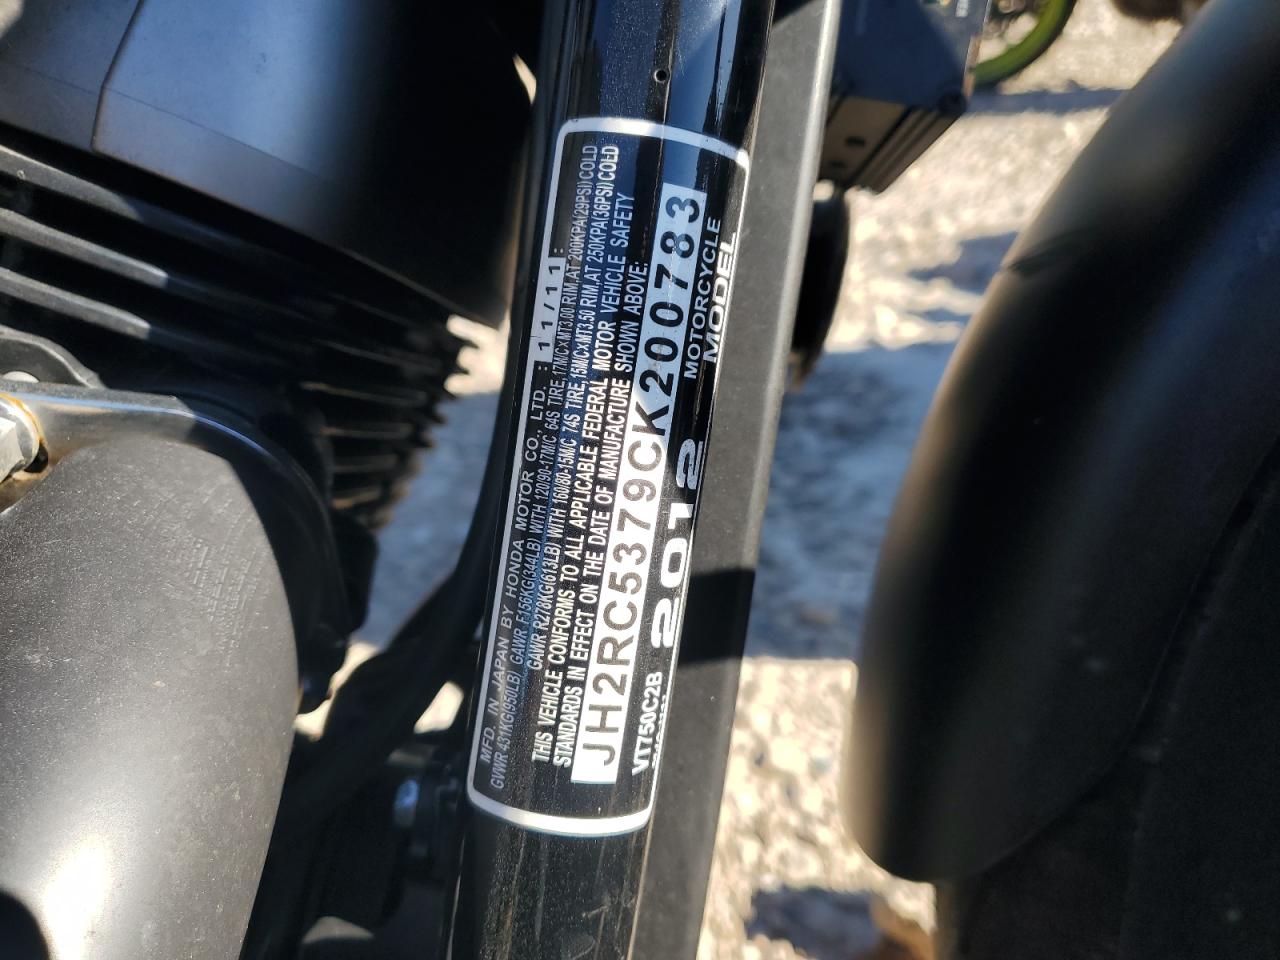 MFD. IN JAPAN BY HONDA MOTOR CO., LTD. : 11/11 :
GVWR 431KG(950LB) GAWR F156KG(344LB) WITH 120/90-17M/C 64S TIRE,17M/C×MT3.00 RIM,AT 200KPA(29PSI)COLD
GAWR R278KG(613LB) WITH 160/80-15M/C 74S TIRE,15M/C×MT3.50 RIM,AT 250KPA(36PSI)COLD
THIS VEHICLE CONFORMS TO ALL APPLICABLE FEDERAL MOTOR VEHICLE SAFETY
STANDARDS IN EFFECT ON THE DATE OF MANUFACTURE SHOWN ABOVE.
JH2RC5379CK200783
VT750C2B 2012 MOTORCYCLE
MODEL